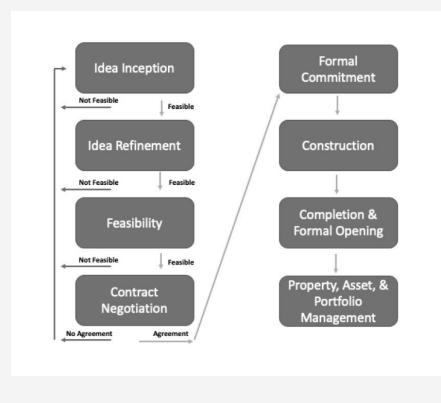 Idea Inception
Not Feasible
Feasible
Idea Refinement
Not Feasible
Feasible
Feasibility
Not Feasible
Feasible
Contract
Negotiation
No Agreement
Agreement
Formal
Commitment
Construction
Completion &
Formal Opening
Property, Asset, &
Portfolio
Management